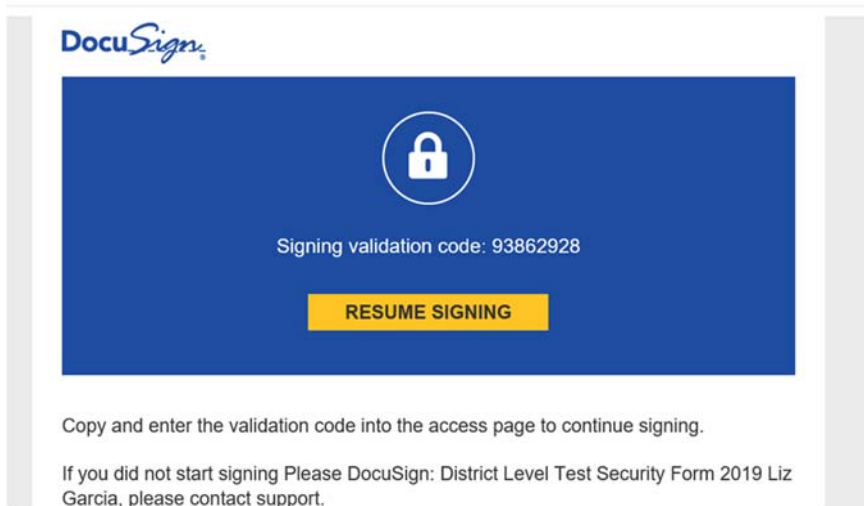 DocuSign®
Signing validation code: 93862928
RESUME SIGNING
Copy and enter the validation code into the access page to continue signing.
If you did not start signing Please DocuSign: District Level Test Security Form 2019 Liz
Garcia, please contact support.